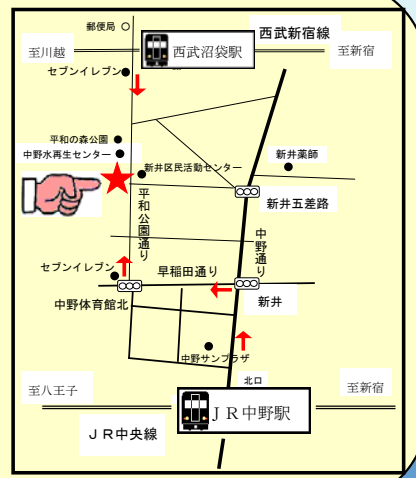 郵便局
西武新宿線
至川越
西武沼袋駅
至新宿
セブンイレブン
平和の森公園
中野水再生センター
新井区民活動センター
新井薬師
平和公園通り
新井五差路
中野通り
セブンイレブン
早稲田通り
中野体育館北
新井
中野サンプラザ
北口
至八王子
ＪＲ中野駅
至新宿
ＪＲ中央線